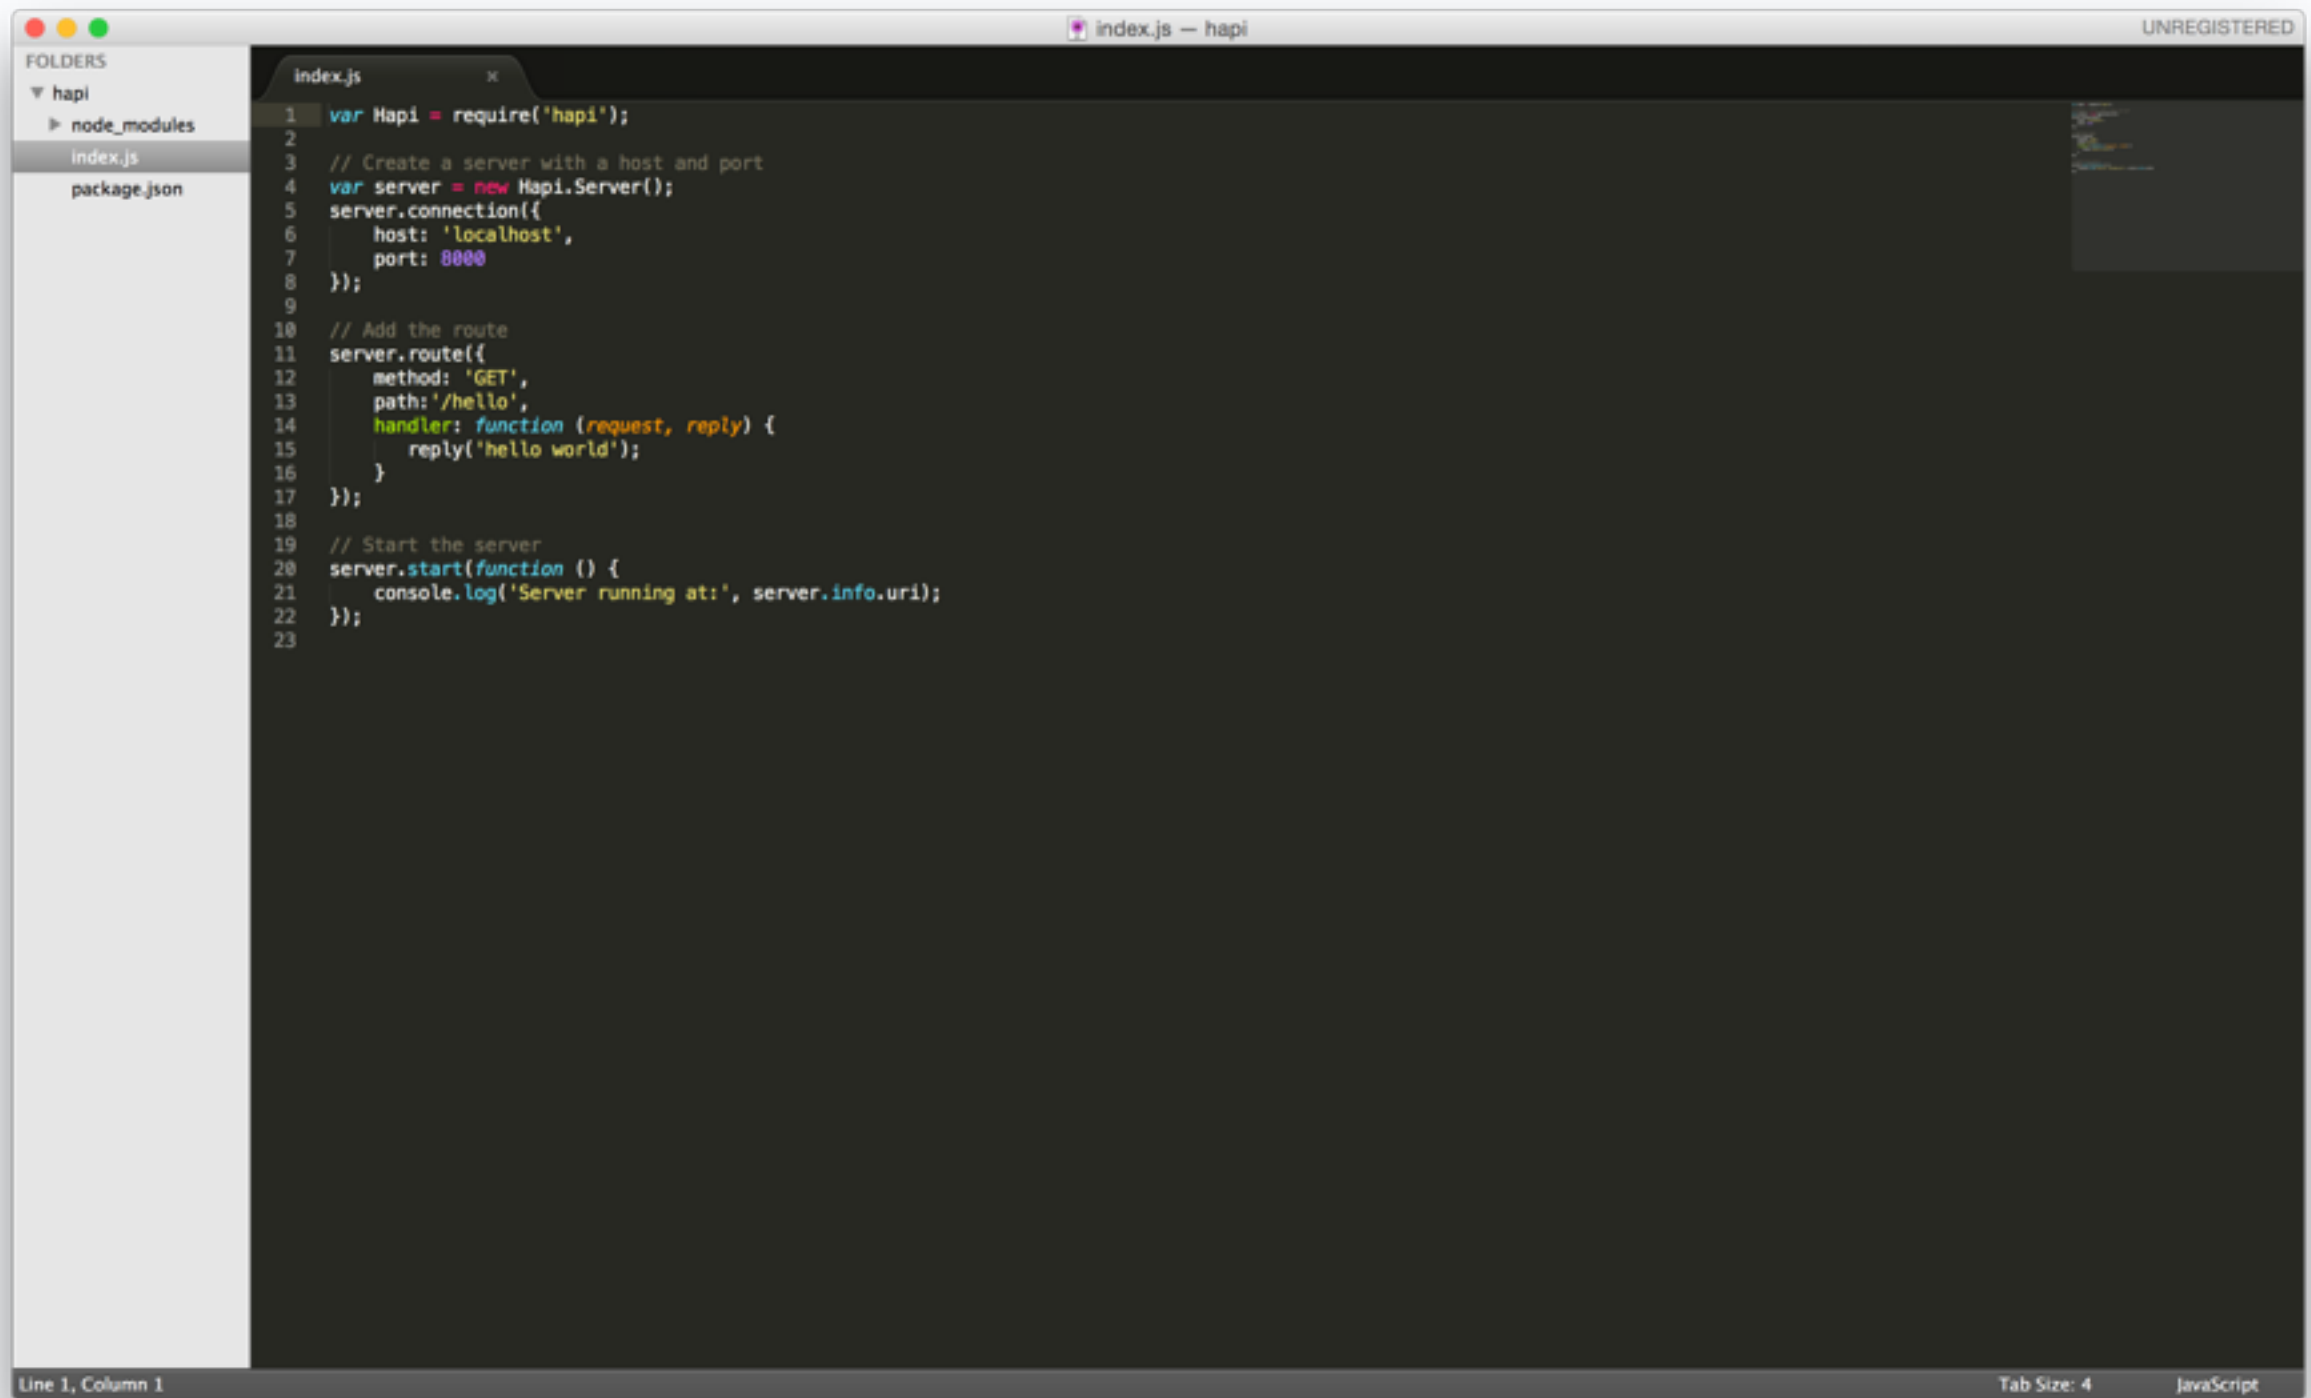 index.js — hapi
UNREGISTERED
FOLDERS
hapi
node_modules
index.js
package.json
index.js
1 var Hapi = require('hapi');
2
3 // Create a server with a host and port
4 var server = new Hapi.Server();
5 server.connection({
6     host: 'localhost',
7     port: 8000
8 });
9
10 // Add the route
11 server.route({
12     method: 'GET',
13     path:'/hello',
14     handler: function (request, reply) {
15        reply('hello world');
16     }
17 });
18
19 // Start the server
20 server.start(function () {
21     console.log('Server running at:', server.info.uri);
22 });
23
Line 1, Column 1
Tab Size: 4
JavaScript